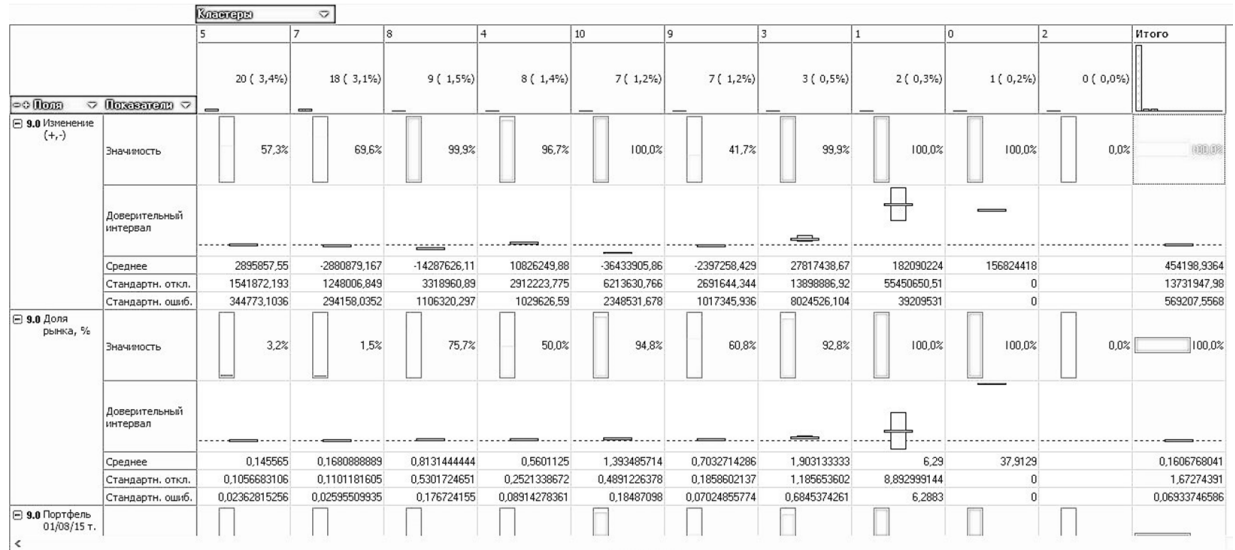 Кластеры
5 7 8 4 10 9 3 1 0 2 Итого
20 ( 3,4%) 18 ( 3,1%) 9 ( 1,5%) 8 ( 1,4%) 7 ( 1,2%) 7 ( 1,2%) 3 ( 0,5%) 2 ( 0,3%) 1 ( 0,2%) 0 ( 0,0%)
Поля Показатели
9.0 Изменение
(+,-)
Значимость 57,3% 69,6% 99,9% 96,7% 100,0% 41,7% 99,9% 100,0% 100,0% 0,0% 100,0%
Доверительный
интервал
Среднее 2895857,55 -2880879,167 -14287626,11 10826249,88 -36433905,86 -2397258,429 27817438,67 182090224 156824418 454198,9364
Стандартн. откл. 1541872,193 1248006,849 3318960,89 2912223,775 6213630,766 2691644,344 13898886,92 55450650,51 0 13731947,98
Стандартн. ошиб. 344773,1036 294158,0352 1106320,297 1029626,59 2348531,678 1017345,936 8024526,104 39209531 0 569207,5568
9.0 Доля
рынка, %
Значимость 3,2% 1,5% 75,7% 50,0% 94,8% 60,8% 92,8% 100,0% 100,0% 0,0% 100,0%
Доверительный
интервал
Среднее 0,145565 0,1680888889 0,8131444444 0,5601125 1,393485714 0,7032714286 1,903133333 6,29 37,9129 0,1606768041
Стандартн. откл. 0,1056683106 0,1101181605 0,5301724651 0,2521338672 0,4891226378 0,1858602137 1,185653602 8,892999144 0 1,67274391
Стандартн. ошиб. 0,02362815256 0,02595509935 0,176724155 0,08914278361 0,18487098 0,07024855774 0,6845374261 6,2883 0 0,06933746586
9.0 Портфель
01/08/15 т.